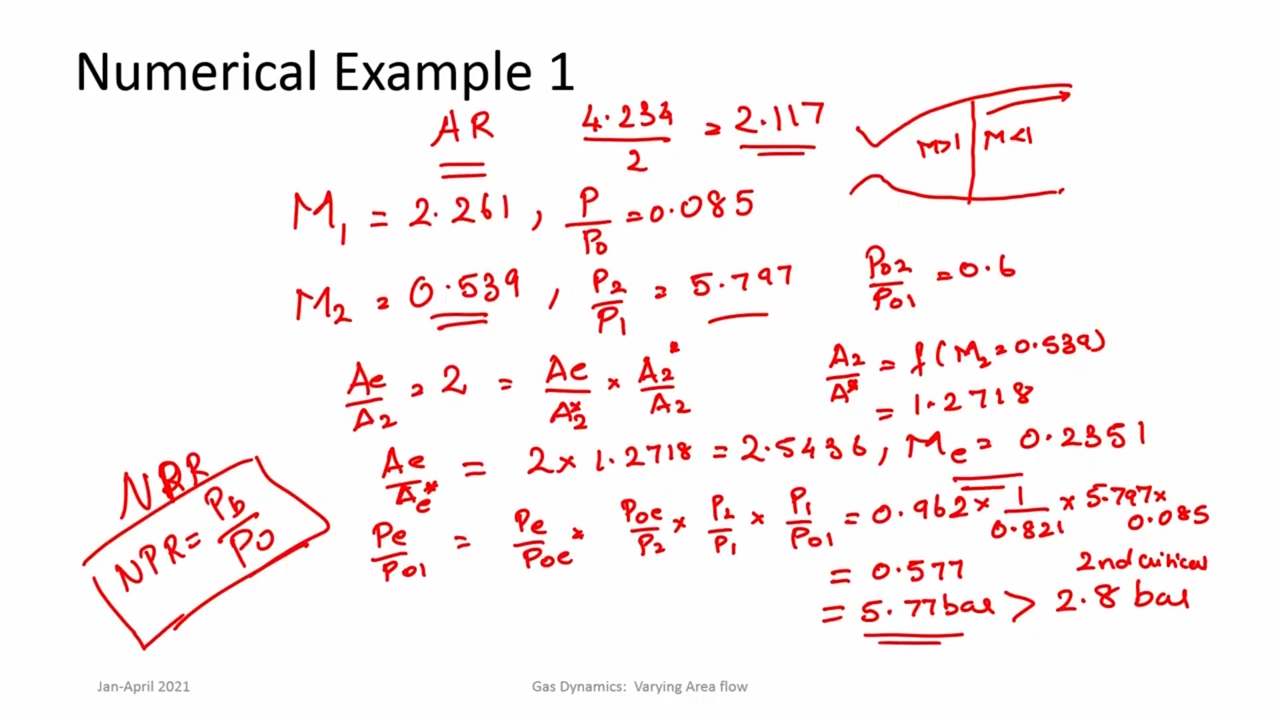 Numerical Example 1
AR 4.234/2 = 2.117
M>1 M<1
M₁ = 2.261, P/P₀ = 0.085
M₂ = 0.539, P₂/P₁ = 5.797 P₀₂/P₀₁ = 0.6
Ae/A₂ = 2 = Ae/A₂* × A₂*/A₂ A₂/A* = f(M₂=0.539)
= 1.2718
Ae/Ae* = 2 × 1.2718 = 2.5436, Me = 0.2351
NPR
NPR = Pb/P0
Pe/P₀₁ = Pe/P₀e * P₀e/P₂ × P₂/P₁ × P₁/P₀₁ = 0.962 × 1/0.821 × 5.797 × 0.085
= 0.577 2nd critical
= 5.77 bar > 2.8 bar
Jan-April 2021 Gas Dynamics: Varying Area flow